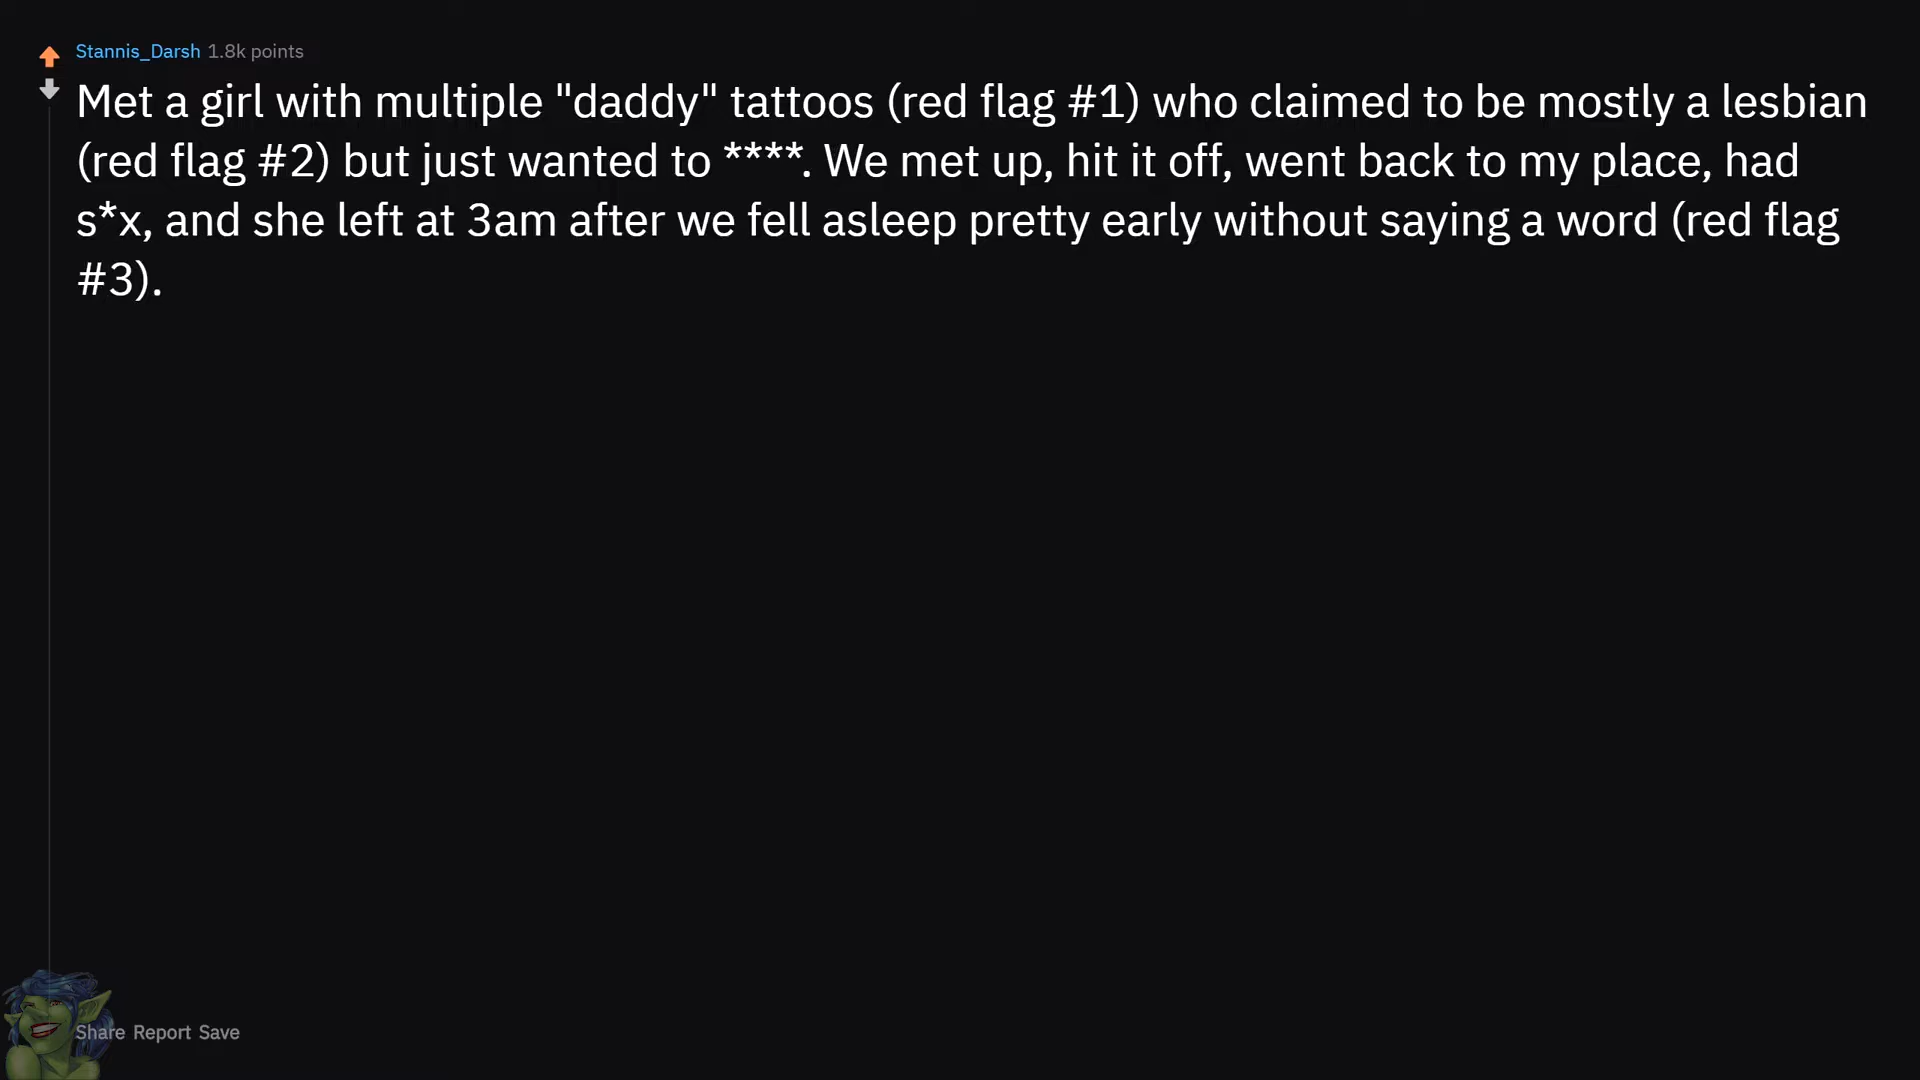 Stannis_Darsh 1.8k points
Met a girl with multiple "daddy" tattoos (red flag #1) who claimed to be mostly a lesbian
(red flag #2) but just wanted to ****. We met up, hit it off, went back to my place, had
s*x, and she left at 3am after we fell asleep pretty early without saying a word (red flag
#3).
Share Report Save